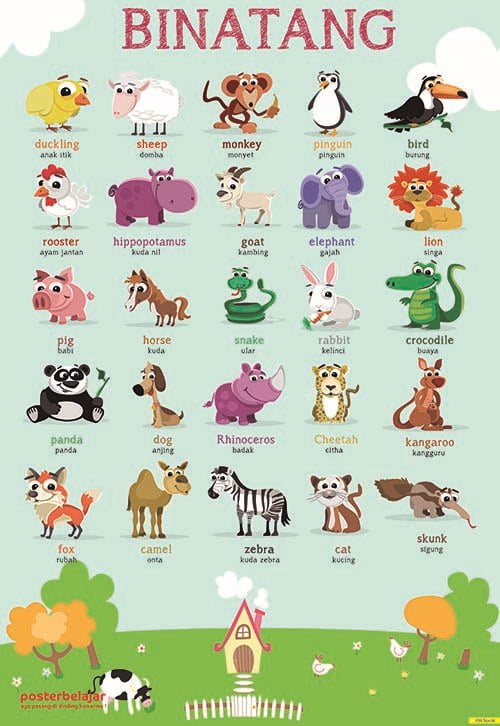 BINATANG
duckling
anak itik
sheep
domba
monkey
monyet
pinguin
pinguin
bird
burung
rooster
ayam jantan
hippopotamus
kuda nil
goat
kambing
elephant
gajah
lion
singa
pig
babi
horse
kuda
snake
ular
rabbit
kelinci
crocodile
buaya
panda
panda
dog
anjing
Rhinoceros
badak
Cheetah
citha
kangaroo
kangguru
fox
rubah
camel
onta
zebra
kuda zebra
cat
kucing
skunk
sigung
posterbelajar
ayo pasang di dinding kamarmu !